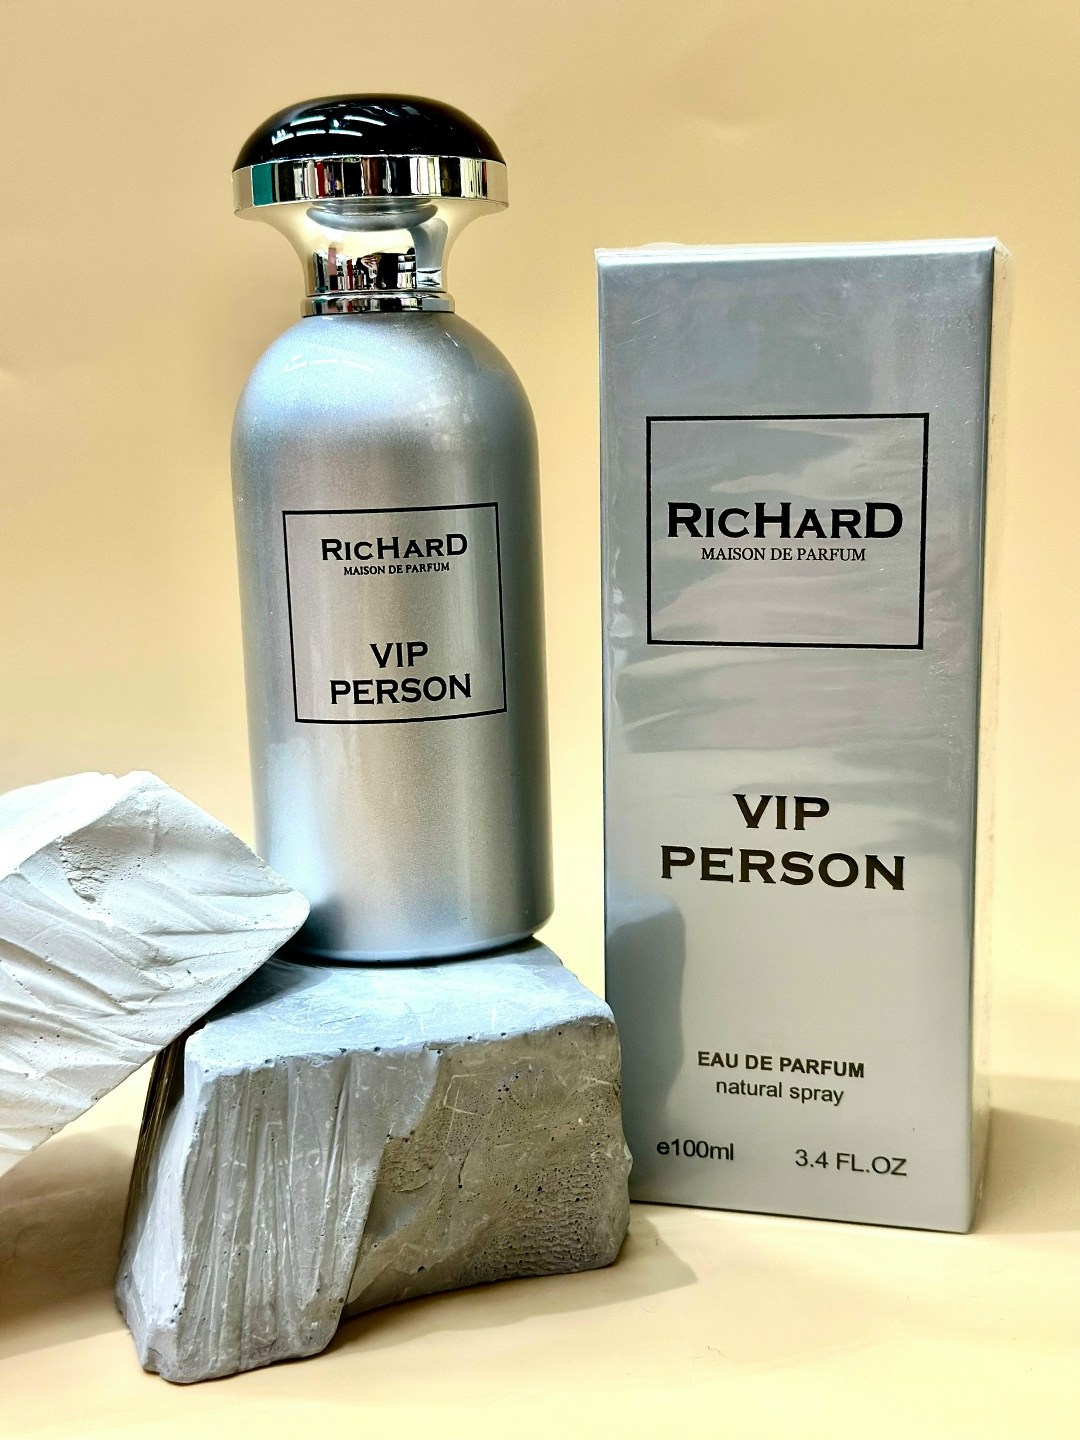 RicHarD
MAISON DE PARFUM
VIP
PERSON
RicHarD
MAISON DE PARFUM
VIP
PERSON
EAU DE PARFUM
natural spray
e100ml 3.4 FL.OZ